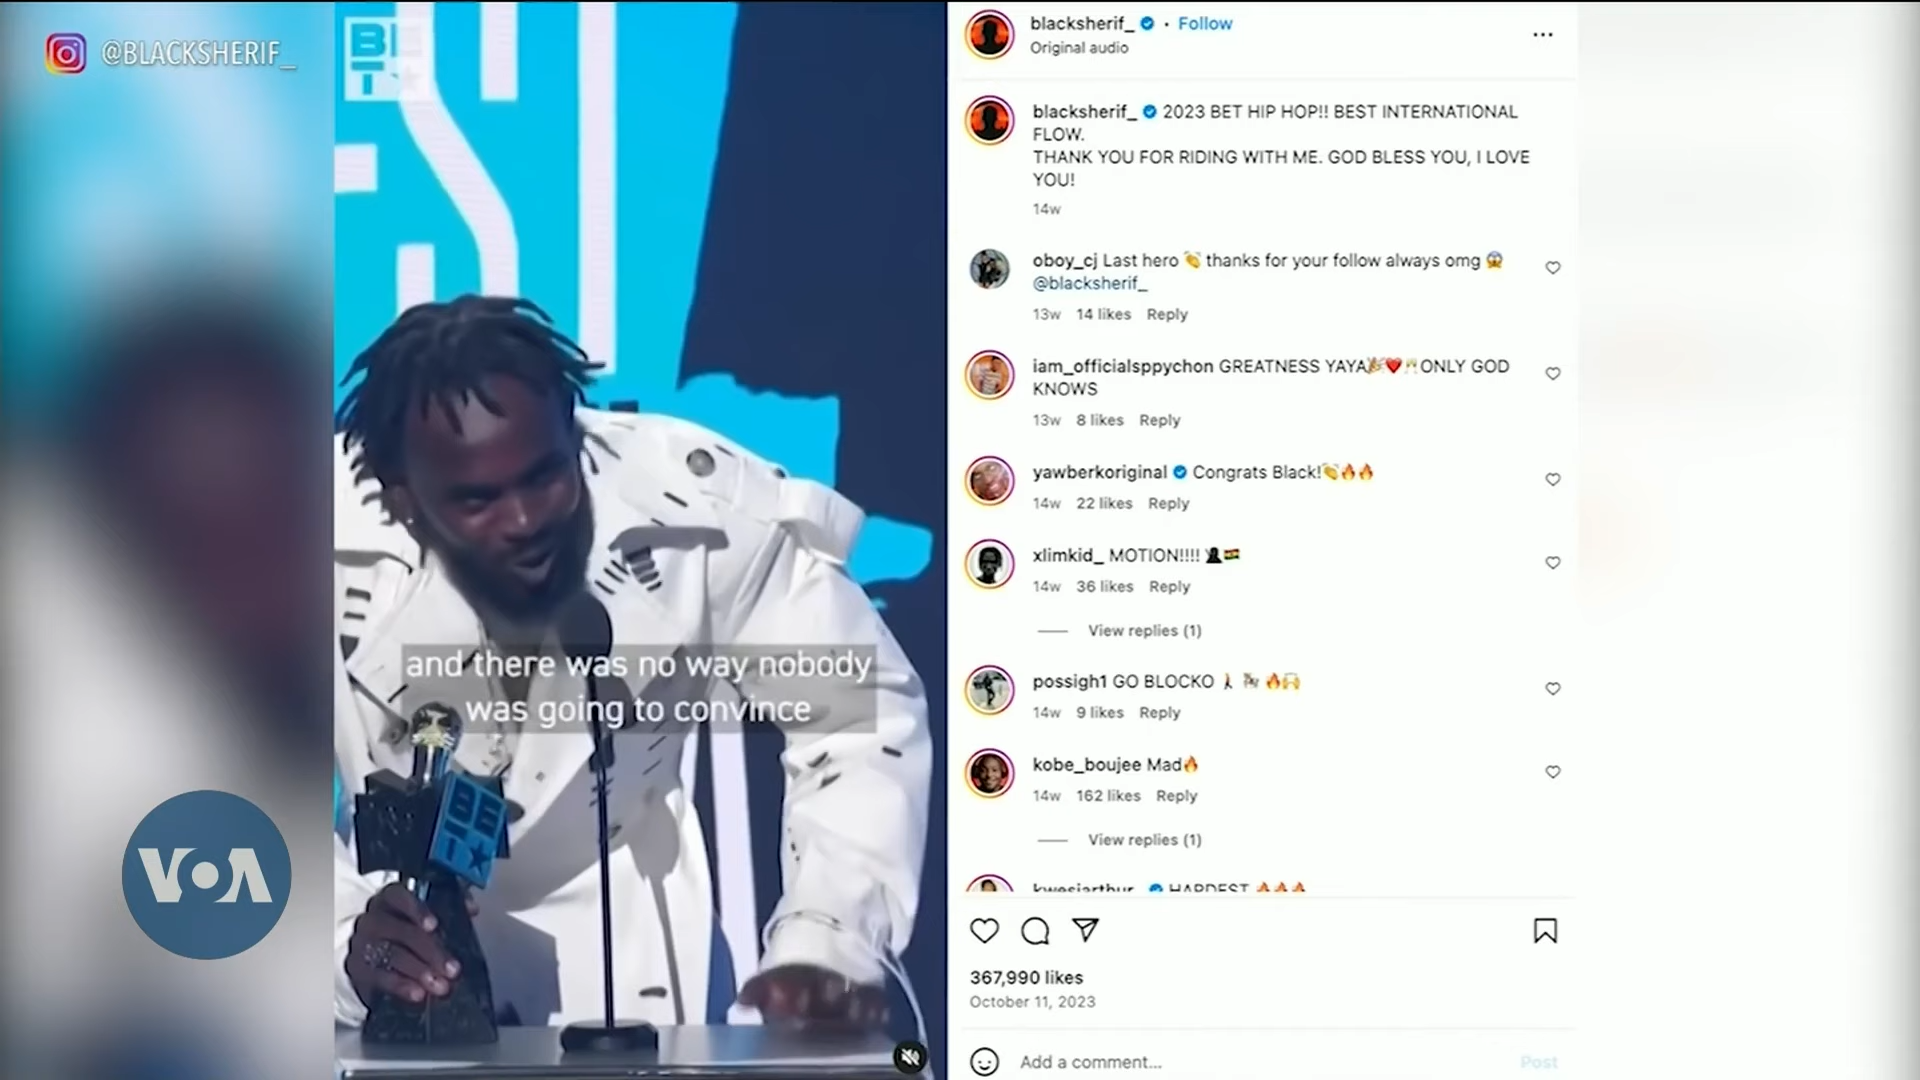 @BLACKSHERIF_
BET
EST
and there was no way nobody
was going to convince
BET
VOA
blacksherif_ · Follow
Original audio
blacksherif_ 2023 BET HIP HOP!! BEST INTERNATIONAL
FLOW.
THANK YOU FOR RIDING WITH ME. GOD BLESS YOU, I LOVE
YOU!
14w
oboy_cj Last hero 👏 thanks for your follow always omg 😱
@blacksherif_
13w 14 likes Reply
iam_officialsppychon GREATNESS YAYA🎉❤️🥂ONLY GOD
KNOWS
13w 8 likes Reply
yawberkoriginal Congrats Black!👏🔥🔥
14w 22 likes Reply
xlimkid_ MOTION!!!! 👤🇬🇭
14w 36 likes Reply
View replies (1)
possigh1 GO BLOCKO
14w 9 likes Reply
kobe_boujee Mad🔥
14w 162 likes Reply
View replies (1)
kwesiarthur_ HARDEST 🔥🔥🔥
367,990 likes
October 11, 2023
Add a comment...
Post